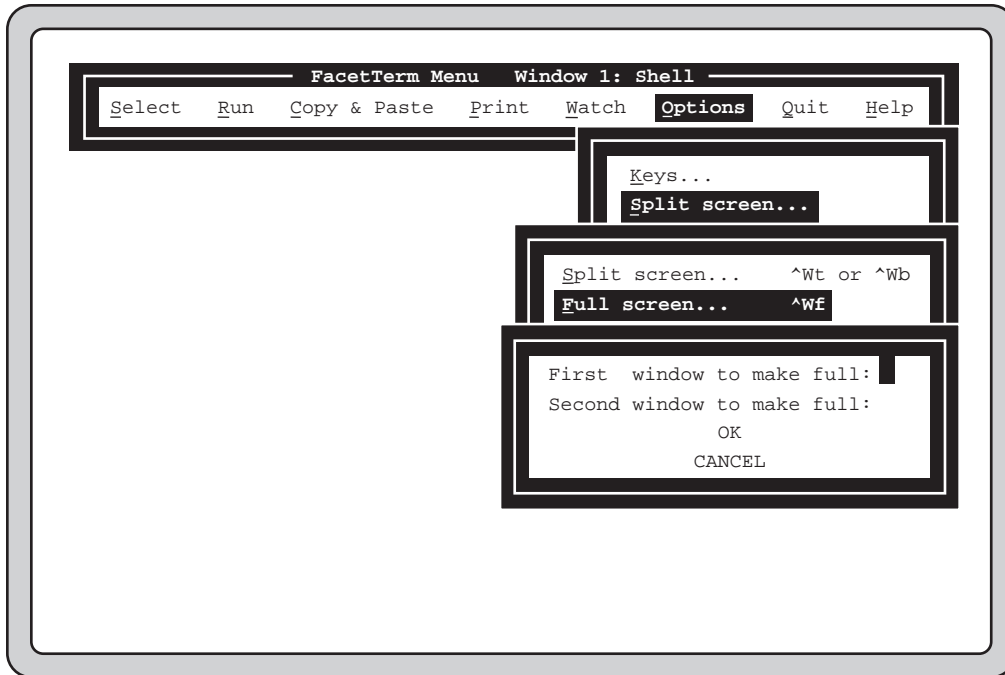 FacetTerm Menu   Window 1: Shell
Select   Run   Copy & Paste   Print   Watch   Options   Quit   Help
Keys...
Split screen...
Split screen...    ^Wt or ^Wb
Full screen...     ^Wf
First  window to make full:
Second window to make full:
OK
CANCEL